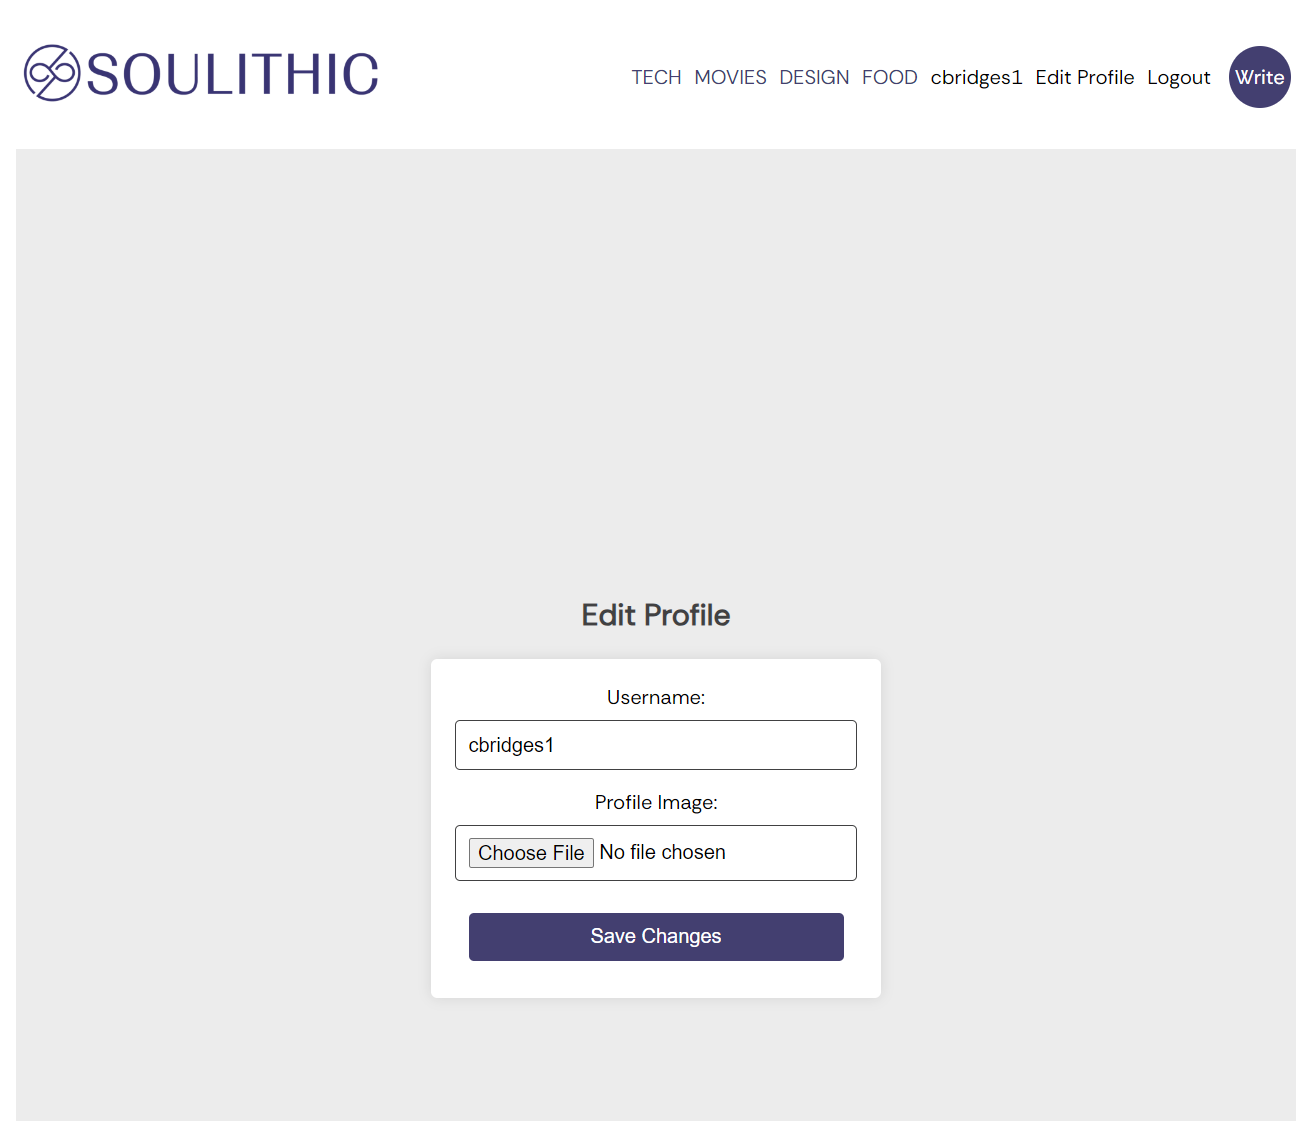 SOULITHIC
TECH MOVIES DESIGN FOOD cbridges1 Edit Profile Logout Write
Edit Profile
Username:
cbridges1
Profile Image:
Choose File No file chosen
Save Changes